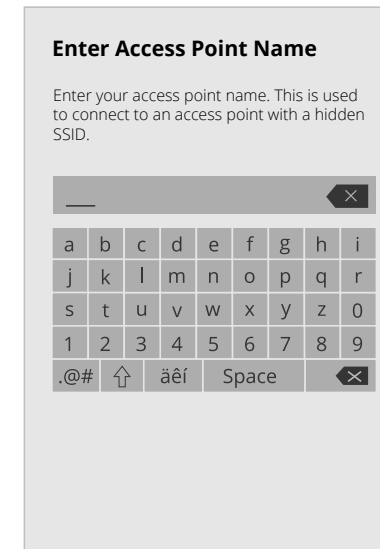 Enter Access Point Name
Enter your access point name. This is used
to connect to an access point with a hidden
SSID.
a b c d e f g h i
j k l m n o p q r
s t u v w x y z 0
1 2 3 4 5 6 7 8 9
.@# äêí Space